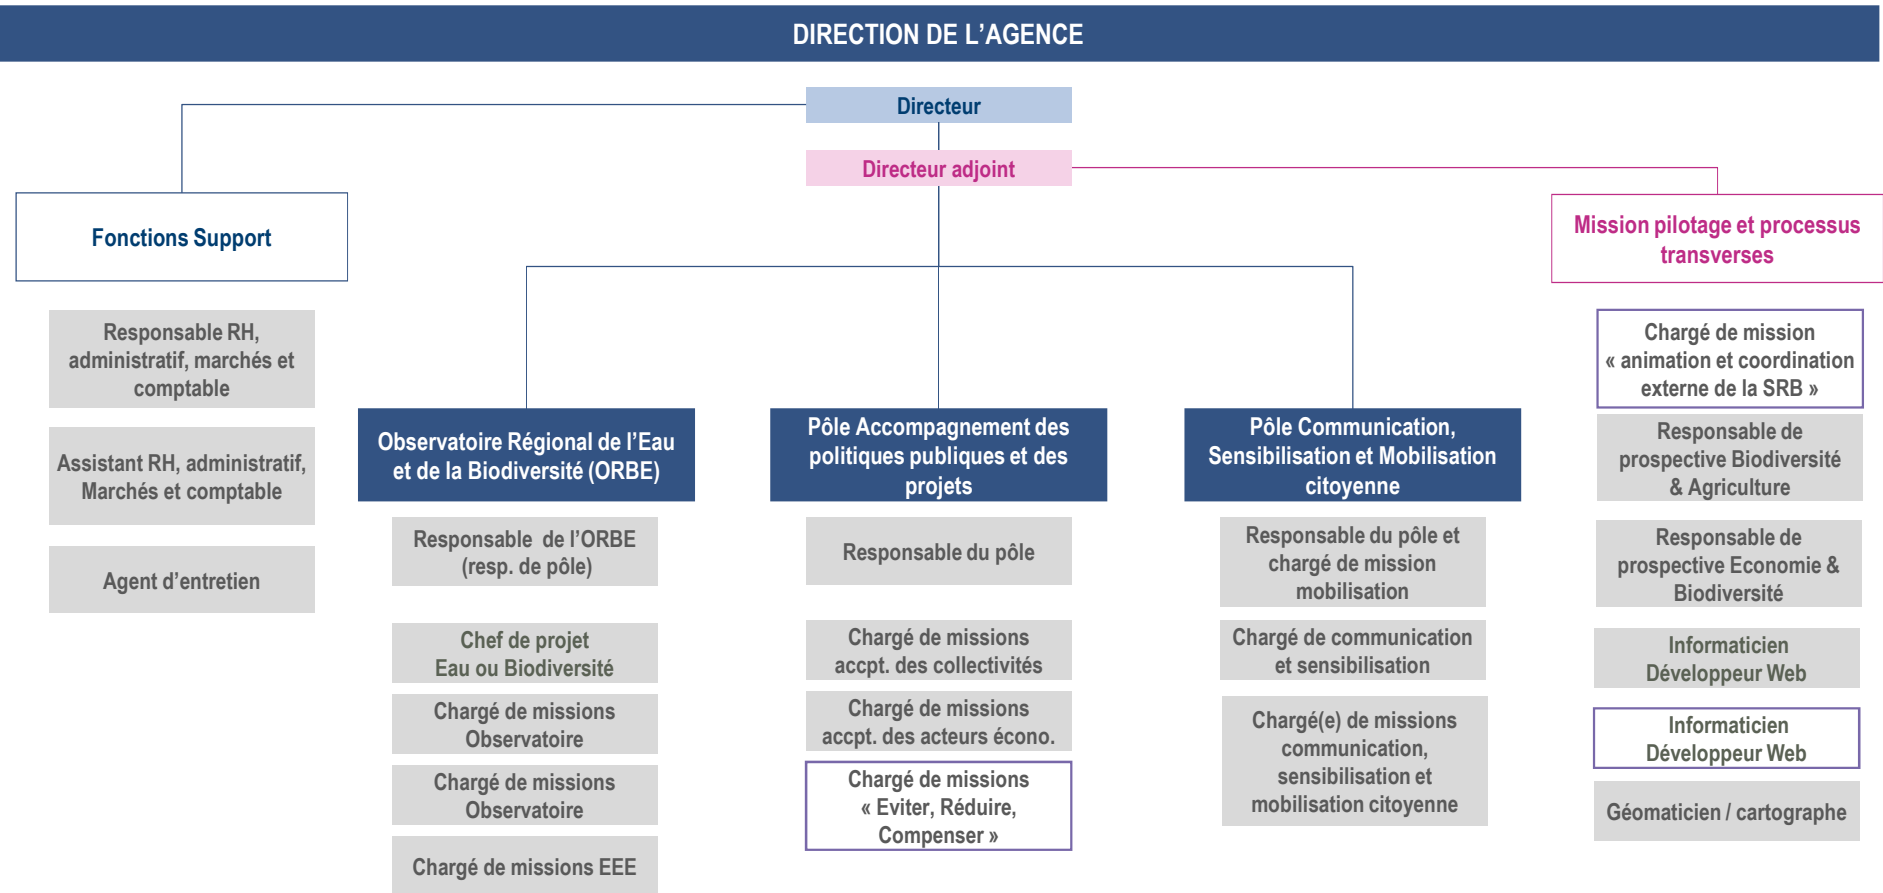 DIRECTION DE L’AGENCE
Directeur
Directeur adjoint
Fonctions Support
Responsable RH,
administratif, marchés et
comptable
Assistant RH, administratif,
Marchés et comptable
Agent d’entretien
Observatoire Régional de l’Eau
et de la Biodiversité (ORBE)
Responsable de l’ORBE
(resp. de pôle)
Chef de projet
Eau ou Biodiversité
Chargé de missions
Observatoire
Chargé de missions
Observatoire
Chargé de missions EEE
Pôle Accompagnement des
politiques publiques et des
projets
Responsable du pôle
Chargé de missions
accpt. des collectivités
Chargé de missions
accpt. des acteurs écono.
Chargé de missions
« Eviter, Réduire,
Compenser »
Pôle Communication,
Sensibilisation et Mobilisation
citoyenne
Responsable du pôle et
chargé de mission
mobilisation
Chargé de communication
et sensibilisation
Chargé(e) de missions
communication,
sensibilisation et
mobilisation citoyenne
Mission pilotage et processus
transverses
Chargé de mission
« animation et coordination
externe de la SRB »
Responsable de
prospective Biodiversité
& Agriculture
Responsable de
prospective Economie &
Biodiversité
Informaticien
Développeur Web
Informaticien
Développeur Web
Géomaticien / cartographe